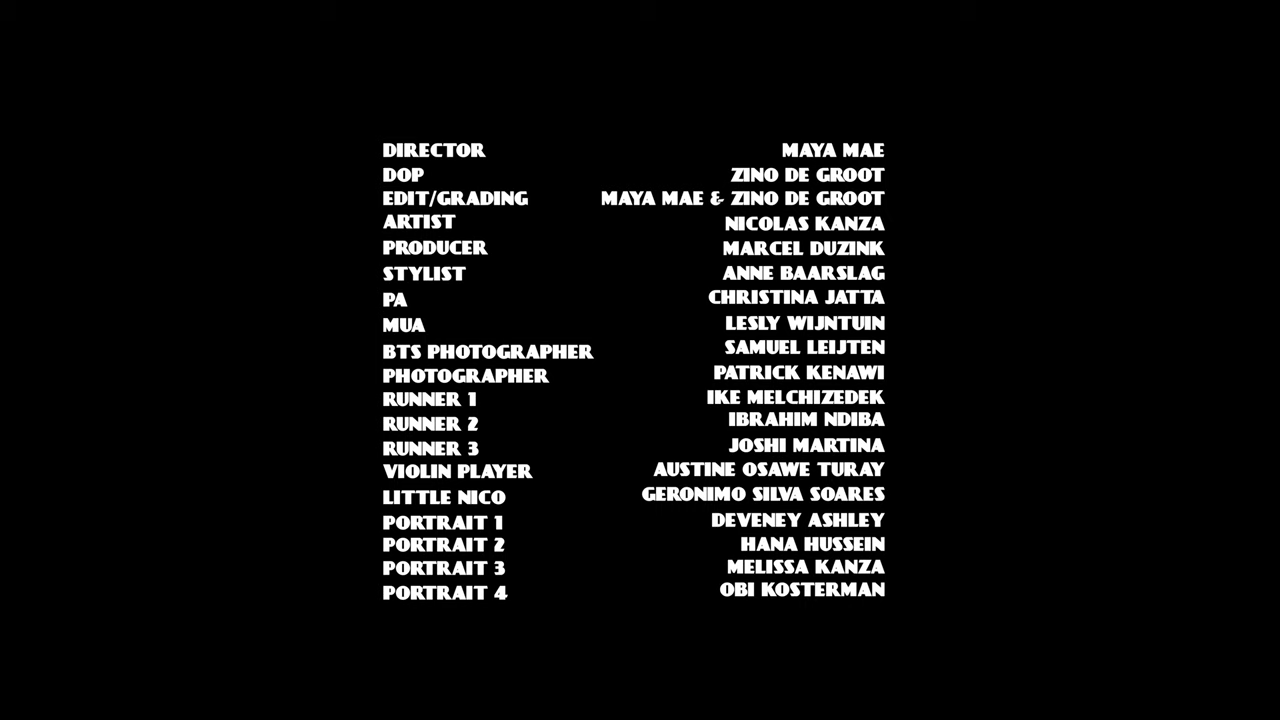 DIRECTOR MAYA MAE
DOP ZINO DE GROOT
EDIT/GRADING MAYA MAE & ZINO DE GROOT
ARTIST NICOLAS KANZA
PRODUCER MARCEL DUZINK
STYLIST ANNE BAARSLAG
PA CHRISTINA JATTA
MUA LESLY WIJNTUIN
BTS PHOTOGRAPHER SAMUEL LEIJTEN
PHOTOGRAPHER PATRICK KENAWI
RUNNER 1 IKE MELCHIZEDEK
RUNNER 2 IBRAHIM NDIBA
RUNNER 3 JOSHI MARTINA
VIOLIN PLAYER AUSTINE OSAWE TURAY
LITTLE NICO GERONIMO SILVA SOARES
PORTRAIT 1 DEVENEY ASHLEY
PORTRAIT 2 HANA HUSSEIN
PORTRAIT 3 MELISSA KANZA
PORTRAIT 4 OBI KOSTERMAN